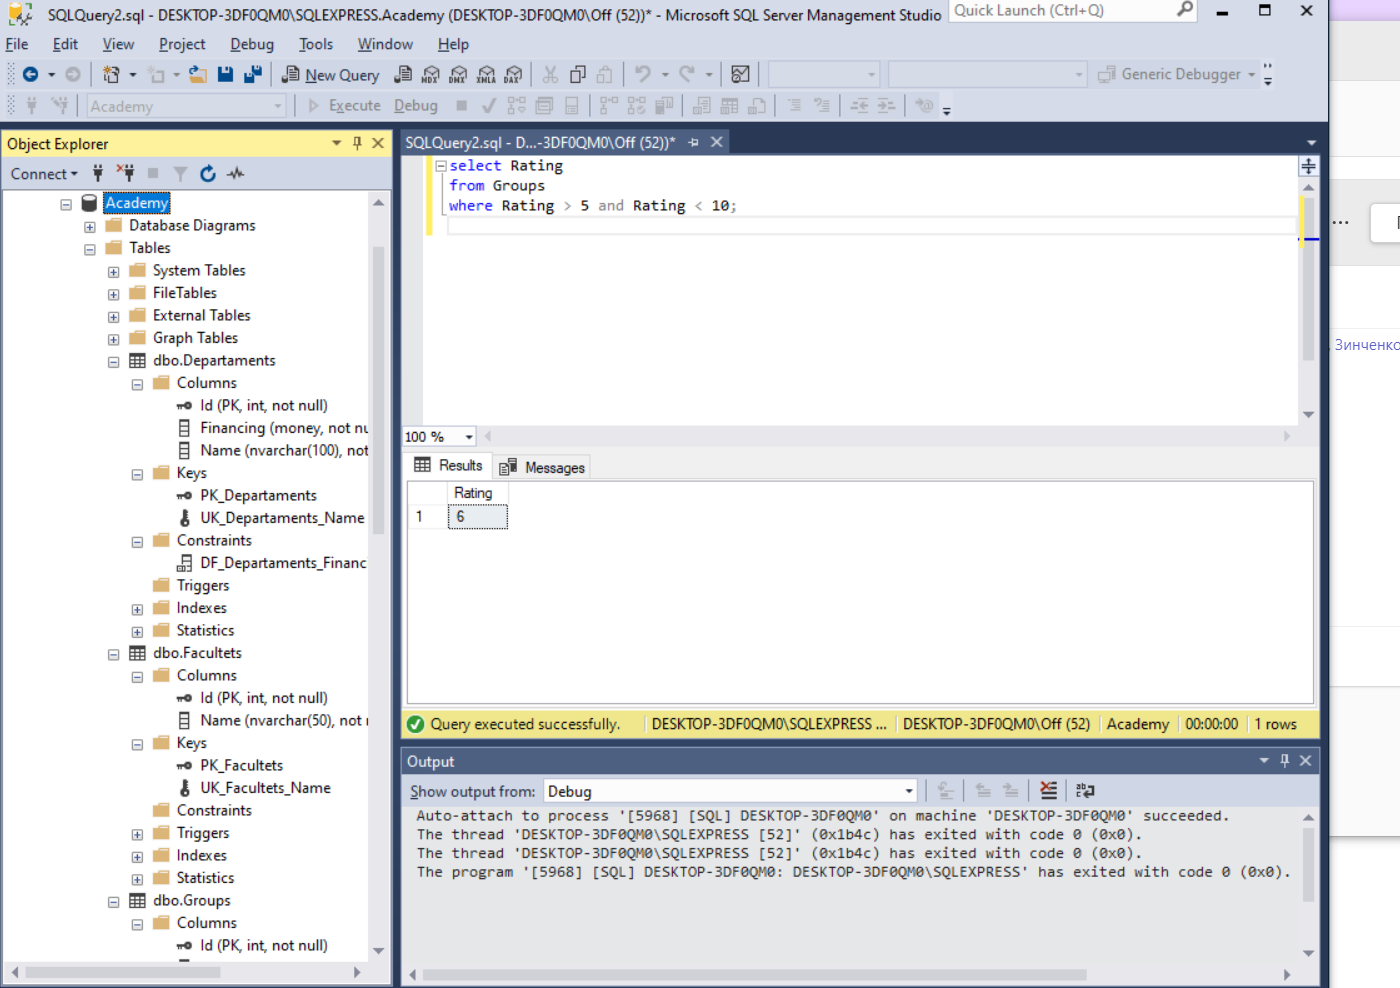 SQLQuery2.sql - DESKTOP-3DF0QM0\SQLEXPRESS.Academy (DESKTOP-3DF0QM0\Off (52))* - Microsoft SQL Server Management Studio
Quick Launch (Ctrl+Q)
File Edit View Project Debug Tools Window Help
New Query MDX DMX XMLA DAX Generic Debugger
Academy Execute Debug
Object Explorer
Connect
Academy
Database Diagrams
Tables
System Tables
FileTables
External Tables
Graph Tables
dbo.Departaments
Columns
Id (PK, int, not null)
Financing (money, not nu
Name (nvarchar(100), not
Keys
PK_Departaments
UK_Departaments_Name
Constraints
DF_Departaments_Financ
Triggers
Indexes
Statistics
dbo.Facultets
Columns
Id (PK, int, not null)
Name (nvarchar(50), not
Keys
PK_Facultets
UK_Facultets_Name
Constraints
Triggers
Indexes
Statistics
dbo.Groups
Columns
Id (PK, int, not null)
SQLQuery2.sql - D...-3DF0QM0\Off (52))*
select Rating
from Groups
where Rating > 5 and Rating < 10;
100 %
Results Messages
Rating
1 6
Query executed successfully. DESKTOP-3DF0QM0\SQLEXPRESS ... DESKTOP-3DF0QM0\Off (52) Academy 00:00:00 1 rows
Output
Show output from: Debug
Auto-attach to process '[5968] [SQL] DESKTOP-3DF0QM0' on machine 'DESKTOP-3DF0QM0' succeeded.
The thread 'DESKTOP-3DF0QM0\SQLEXPRESS [52]' (0x1b4c) has exited with code 0 (0x0).
The thread 'DESKTOP-3DF0QM0\SQLEXPRESS [52]' (0x1b4c) has exited with code 0 (0x0).
The program '[5968] [SQL] DESKTOP-3DF0QM0: DESKTOP-3DF0QM0\SQLEXPRESS' has exited with code 0 (0x0).
...
Зинченко